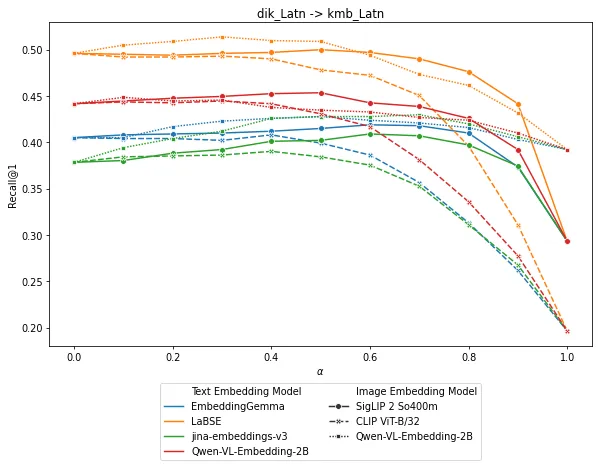 dik_Latn -> kmb_Latn
Recall@1
0.50
0.45
0.40
0.35
0.30
0.25
0.20
0.0
0.2
0.4
0.6
0.8
1.0
α
Text Embedding Model
EmbeddingGemma
LaBSE
jina-embeddings-v3
Qwen-VL-Embedding-2B
Image Embedding Model
SigLIP 2 So400m
CLIP ViT-B/32
Qwen-VL-Embedding-2B